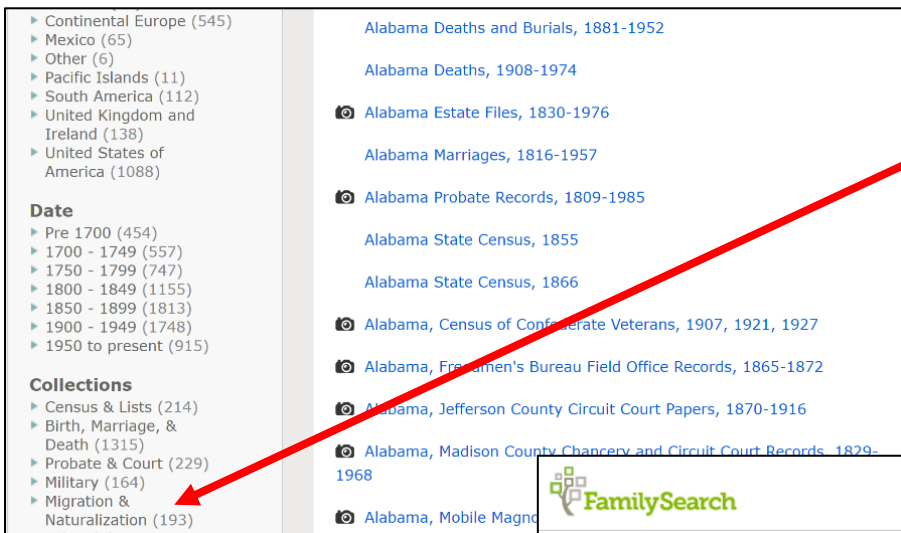 Continental Europe (545)
Mexico (65)
Other (6)
Pacific Islands (11)
South America (112)
United Kingdom and
Ireland (138)
United States of
America (1088)
Date
Pre 1700 (454)
1700 - 1749 (557)
1750 - 1799 (747)
1800 - 1849 (1155)
1850 - 1899 (1813)
1900 - 1949 (1748)
1950 to present (915)
Collections
Census & Lists (214)
Birth, Marriage, &
Death (1315)
Probate & Court (229)
Military (164)
Migration &
Naturalization (193)
Alabama Deaths and Burials, 1881-1952
Alabama Deaths, 1908-1974
Alabama Estate Files, 1830-1976
Alabama Marriages, 1816-1957
Alabama Probate Records, 1809-1985
Alabama State Census, 1855
Alabama State Census, 1866
Alabama, Census of Confederate Veterans, 1907, 1921, 1927
Alabama, Freedmen's Bureau Field Office Records, 1865-1872
Alabama, Jefferson County Circuit Court Papers, 1870-1916
Alabama, Madison County Chancery and Circuit Court Records, 1829-
1968
Alabama, Mobile Magno
FamilySearch